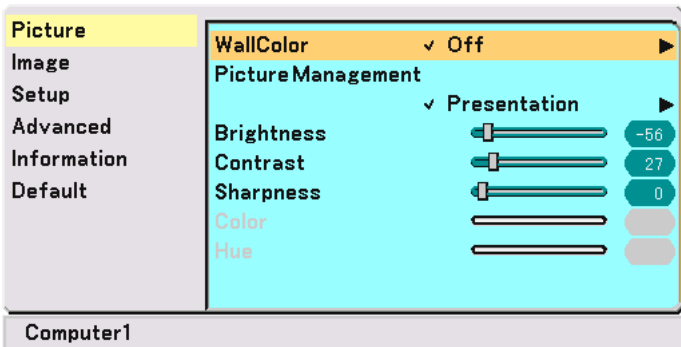 Picture
Image
Setup
Advanced
Information
Default
WallColor ✓ Off
Picture Management
✓ Presentation
Brightness -56
Contrast 27
Sharpness 0
Color
Hue
Computer1